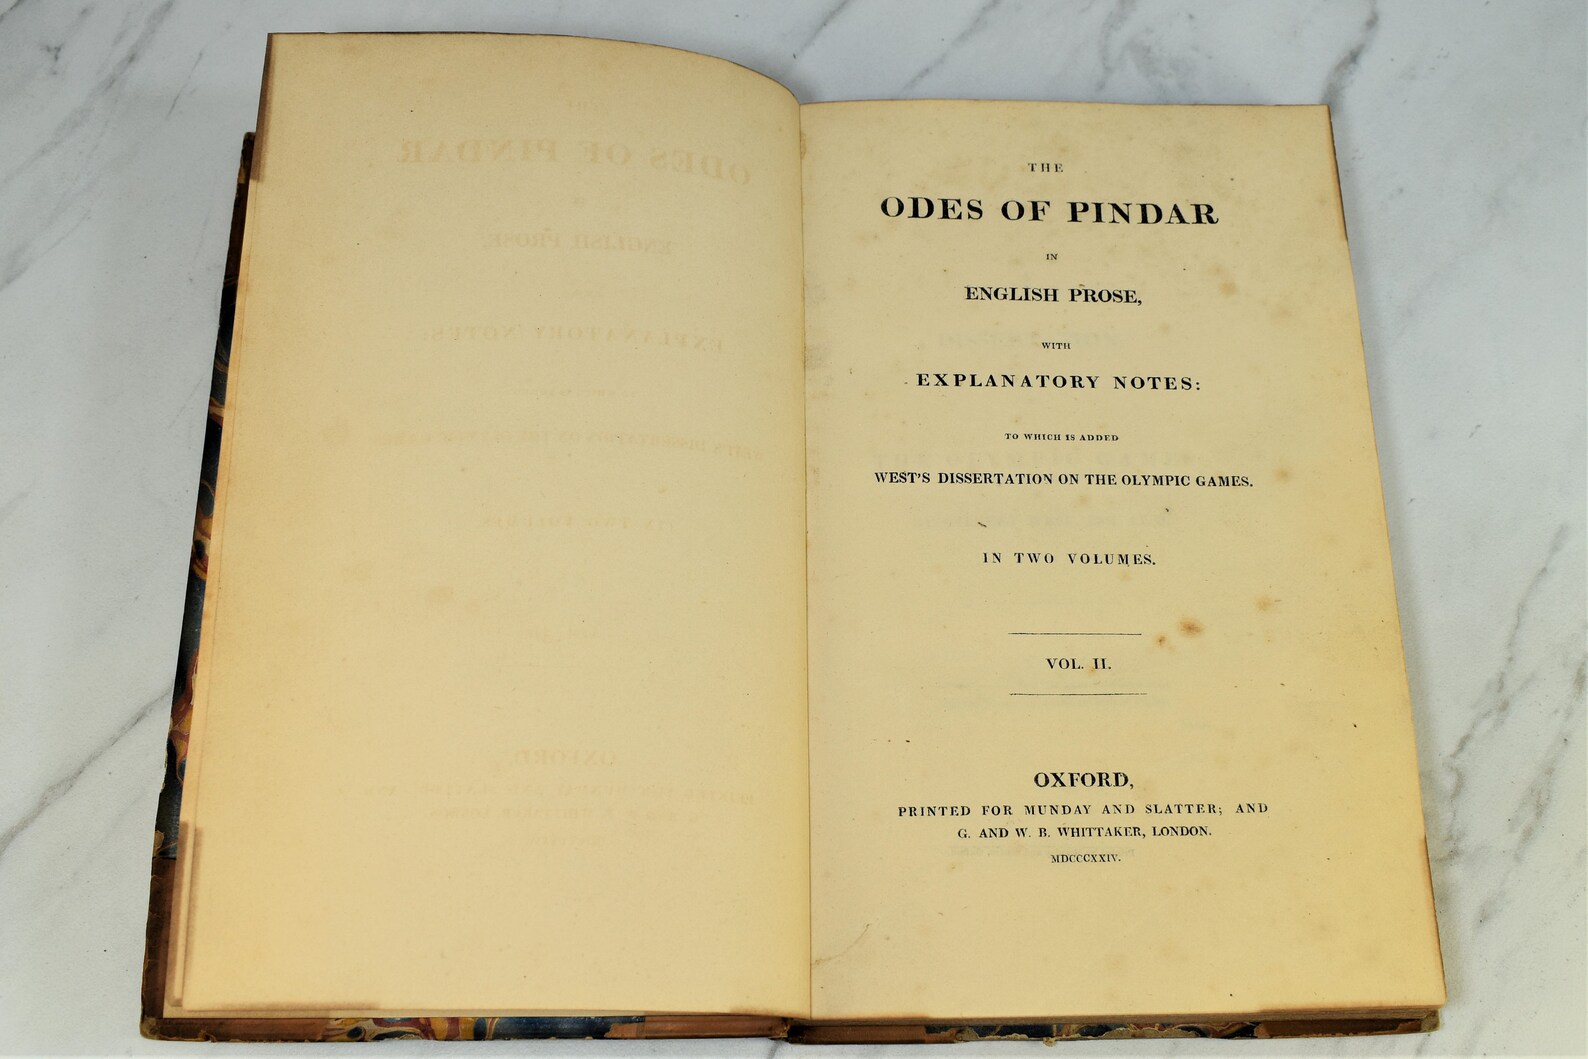 THE
ODES OF PINDAR
IN
ENGLISH PROSE,
WITH
EXPLANATORY NOTES:
TO WHICH IS ADDED
WEST'S DISSERTATION ON THE OLYMPIC GAMES.
IN TWO VOLUMES.
VOL. II.
OXFORD,
PRINTED FOR MUNDAY AND SLATTER; AND
G. AND W. B. WHITTAKER, LONDON.
MDCCCXXIV.